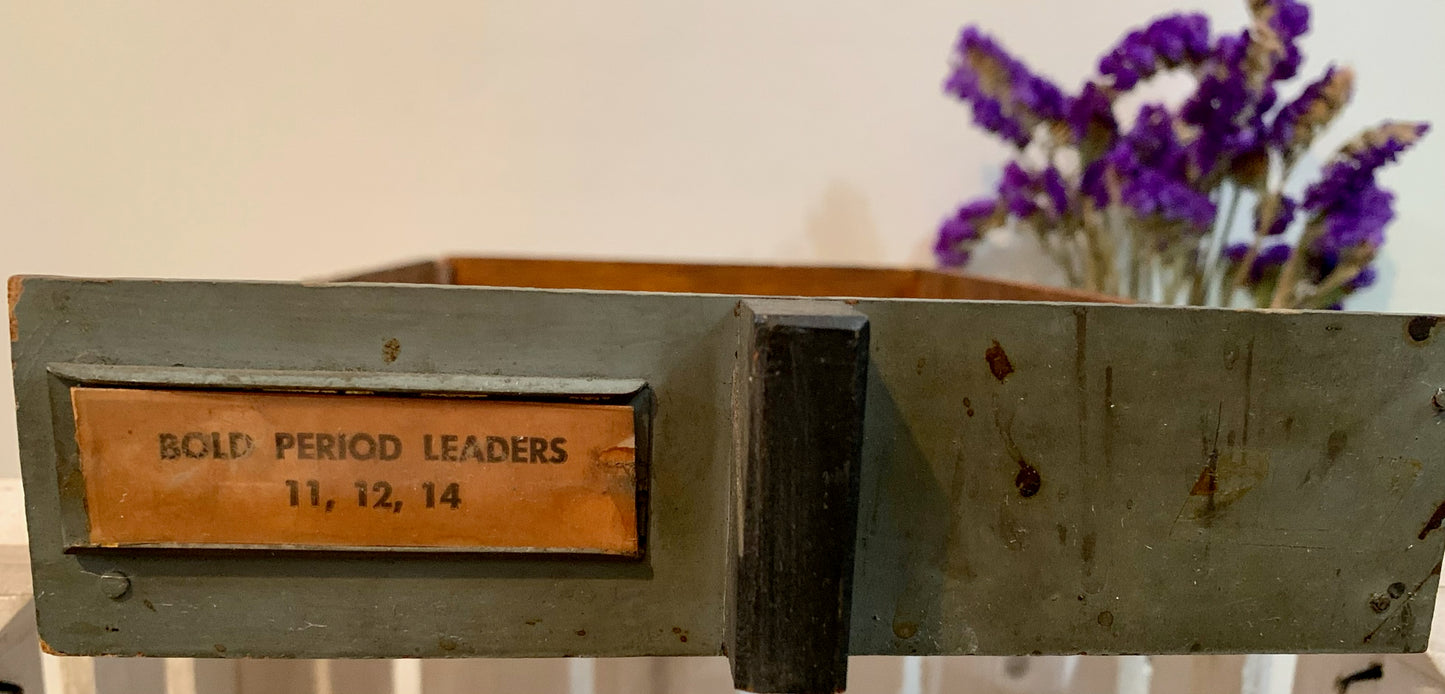 BOLD PERIOD LEADERS
11, 12, 14